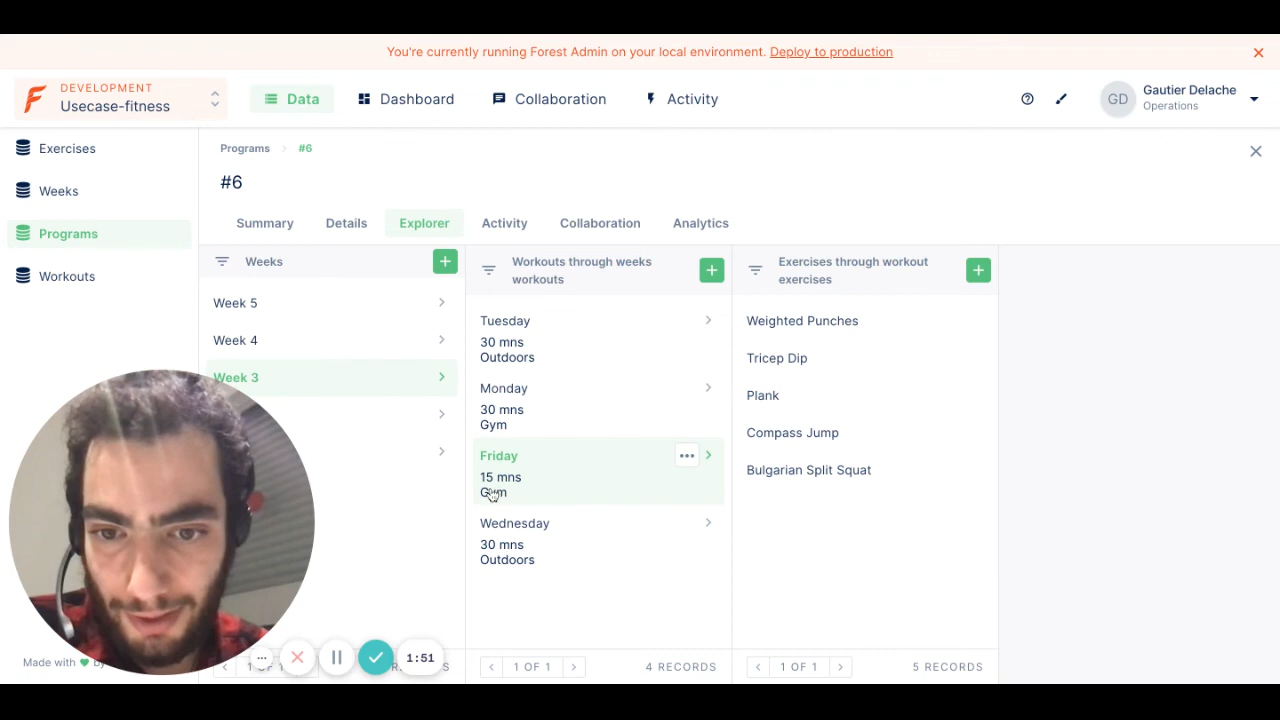 You're currently running Forest Admin on your local environment. Deploy to production
DEVELOPMENT
Usecase-fitness
Data
Dashboard
Collaboration
Activity
GD
Gautier Delache
Operations
Exercises
Weeks
Programs
Workouts
Programs > #6
#6
Summary
Details
Explorer
Activity
Collaboration
Analytics
Weeks
Week 5
Week 4
Week 3
Workouts through weeks
workouts
Tuesday
30 mns
Outdoors
Monday
30 mns
Gym
Friday
15 mns
Gym
Wednesday
30 mns
Outdoors
1 OF 1
4 RECORDS
Exercises through workout
exercises
Weighted Punches
Tricep Dip
Plank
Compass Jump
Bulgarian Split Squat
1 OF 1
5 RECORDS
Made with
1:51